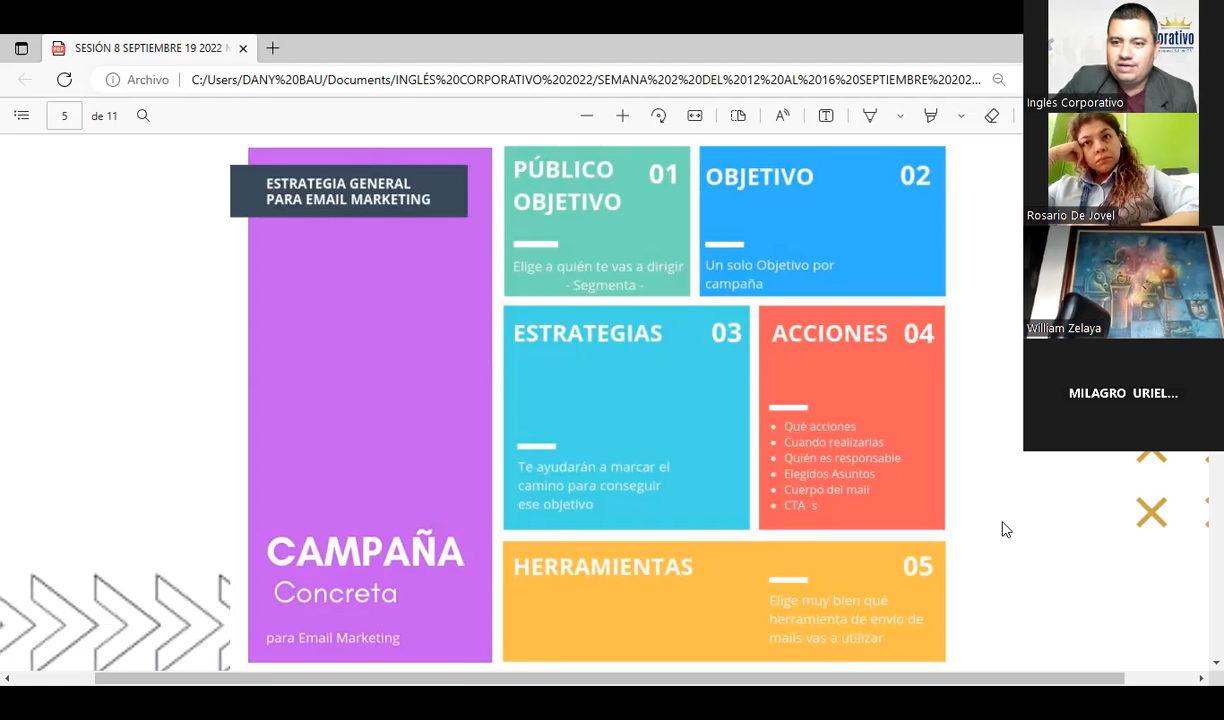 SESIÓN 8 SEPTIEMBRE 19 2022
Archivo
C:/Users/DANY%20BAU/Documents/INGLÉS%20CORPORATIVO%202022/SEMANA%202%20DEL%2012%20AL%2016%20SEPTIEMBRE%20202...
5
de 11
ESTRATEGIA GENERAL
PARA EMAIL MARKETING
CAMPAÑA
Concreta
para Email Marketing
PÚBLICO
OBJETIVO
01
Elige a quién te vas a dirigir
- Segmenta -
OBJETIVO
02
Un solo Objetivo por
campaña
ESTRATEGIAS
03
Te ayudarán a marcar el
camino para conseguir
ese objetivo
ACCIONES
04
Qué acciones
Cuando realizarlas
Quién es responsable
Elegidos Asuntos
Cuerpo del mail
CTA´s
HERRAMIENTAS
05
Elige muy bien qué
herramienta de envío de
mails vas a utilizar
orativo
Inglés Corporativo
Rosario De Jovel
William Zelaya
MILAGRO URIEL...